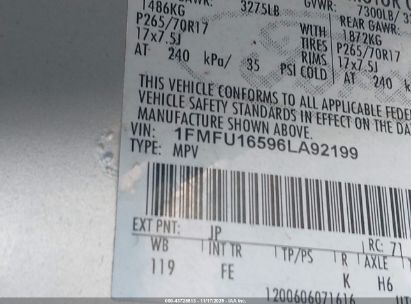 GAWR: 3275LB GVWR: 7300LB/
1486KG REAR GAWR:
P265/70R17 WITH 1872KG
17x7.5J TIRES P265/70R17
RIMS 17x7.5J
AT 240 kPa/ 35 PSI COLD AT 240
THIS VEHICLE CONFORMS TO ALL APPLICABLE
VEHICLE SAFETY STANDARDS IN EFFECT ON THE
MANUFACTURE SHOWN ABOVE.
VIN: 1FMFU16596LA92199
TYPE: MPV
EXT PNT: JP RC: 71
WB INT TR TP/PS R AXLE
119 FE K H6
1200606071616